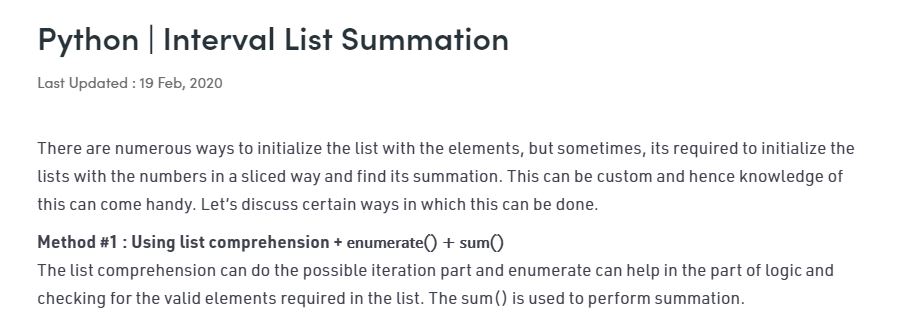 Python | Interval List Summation
Last Updated : 19 Feb, 2020
There are numerous ways to initialize the list with the elements, but sometimes, its required to initialize the
lists with the numbers in a sliced way and find its summation. This can be custom and hence knowledge of
this can come handy. Let’s discuss certain ways in which this can be done.
Method #1 : Using list comprehension + enumerate() + sum()
The list comprehension can do the possible iteration part and enumerate can help in the part of logic and
checking for the valid elements required in the list. The sum() is used to perform summation.